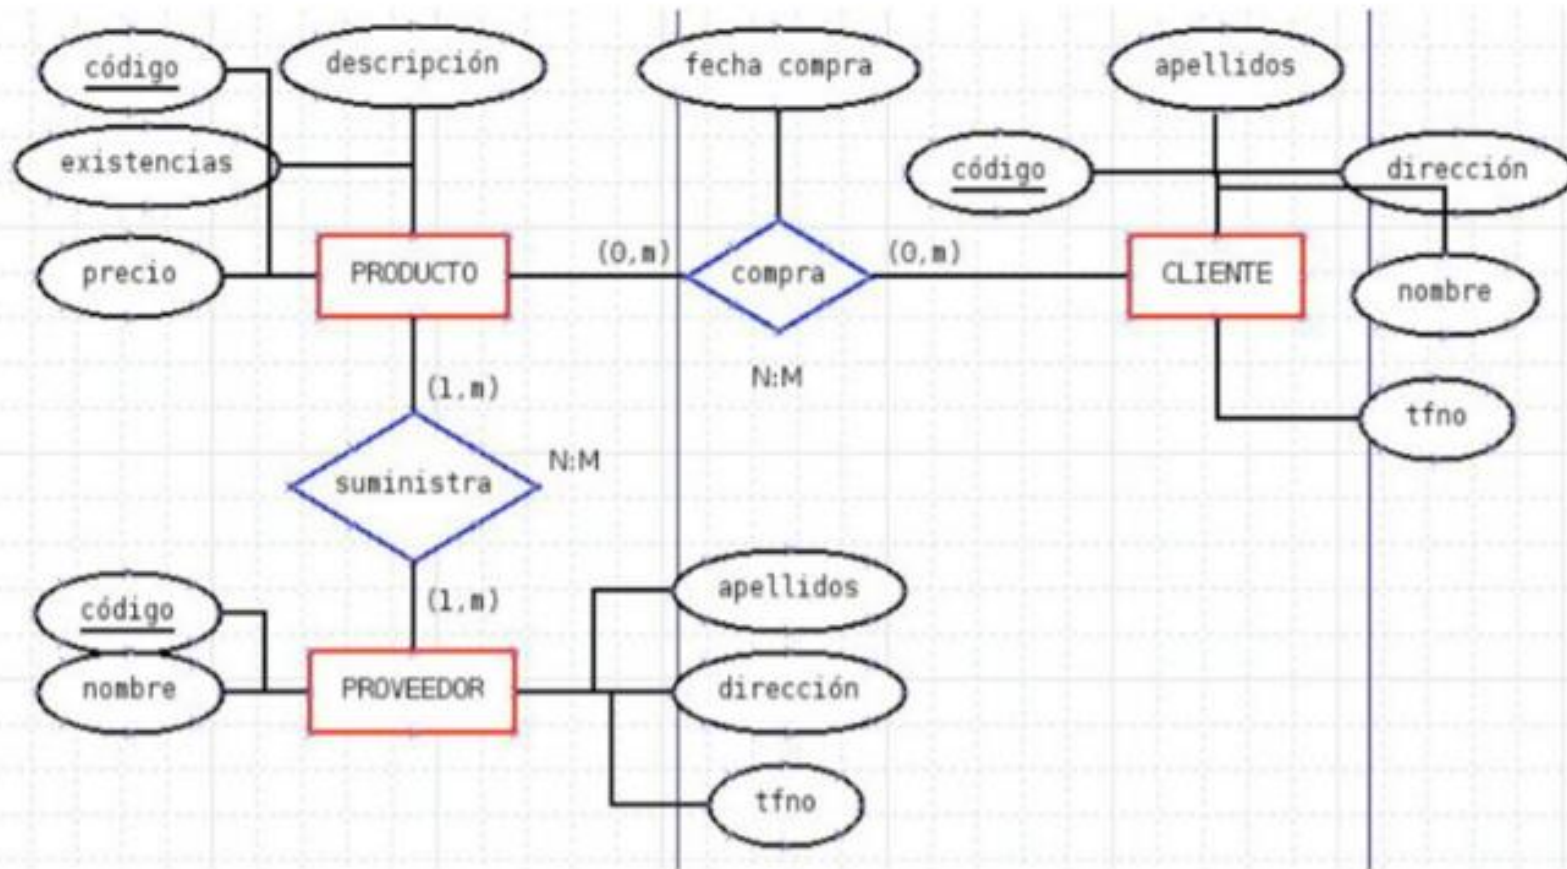 código
descripción
fecha compra
apellidos
existencias
código
dirección
precio
PRODUCTO
(0,m)
compra
(0,m)
CLIENTE
nombre
N:M
(1,m)
tfno
suministra
N:M
código
(1,m)
apellidos
nombre
PROVEEDOR
dirección
tfno